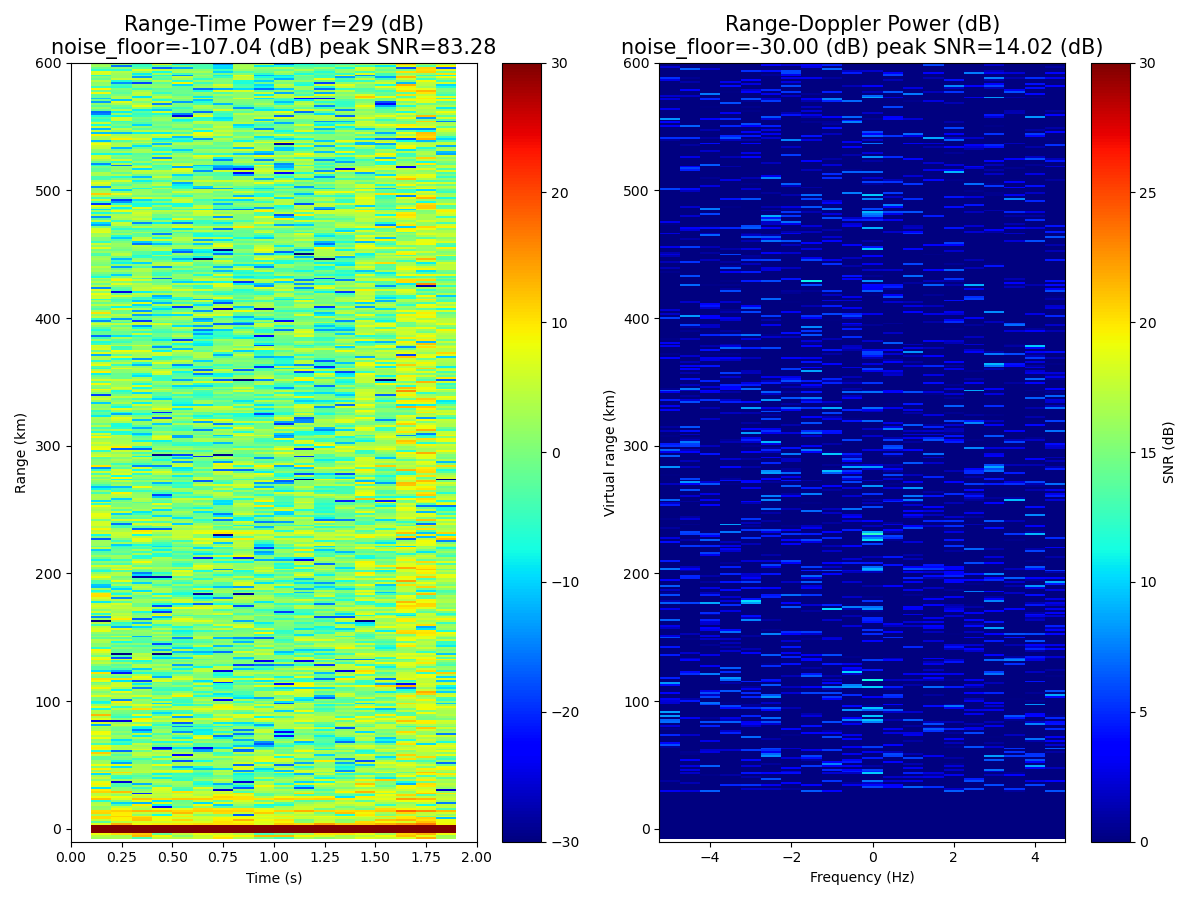 Range-Time Power f=29 (dB)
noise_floor=-107.04 (dB) peak SNR=83.28
600
500
400
300
200
100
0
Range (km)
0.00 0.25 0.50 0.75 1.00 1.25 1.50 1.75 2.00
Time (s)
30
20
10
0
−10
−20
−30
Range-Doppler Power (dB)
noise_floor=-30.00 (dB) peak SNR=14.02 (dB)
600
500
400
300
200
100
0
Virtual range (km)
−4 −2 0 2 4
Frequency (Hz)
30
25
20
15
10
5
0
SNR (dB)